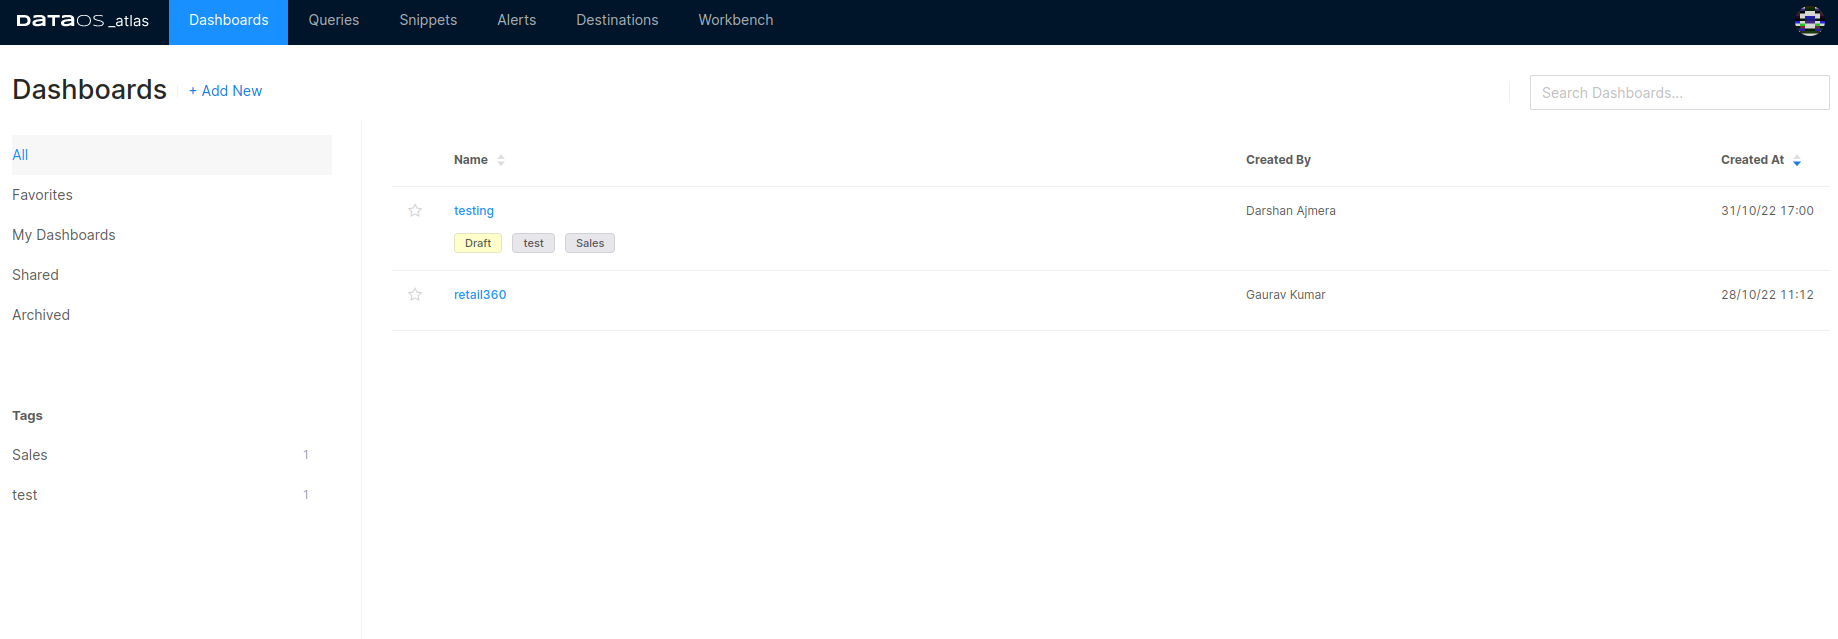 DATAOS _atlas Dashboards Queries Snippets Alerts Destinations Workbench
Dashboards + Add New Search Dashboards...
All
Favorites
My Dashboards
Shared
Archived
Tags
Sales 1
test 1
Name Created By Created At
testing Darshan Ajmera 31/10/22 17:00
Draft test Sales
retail360 Gaurav Kumar 28/10/22 11:12